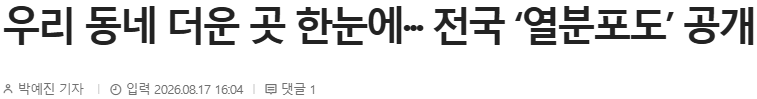 우리 동네 더운 곳 한눈에… 전국 ‘열분포도’ 공개
박예진 기자 | 입력 2026.08.17 16:04 | 댓글 1